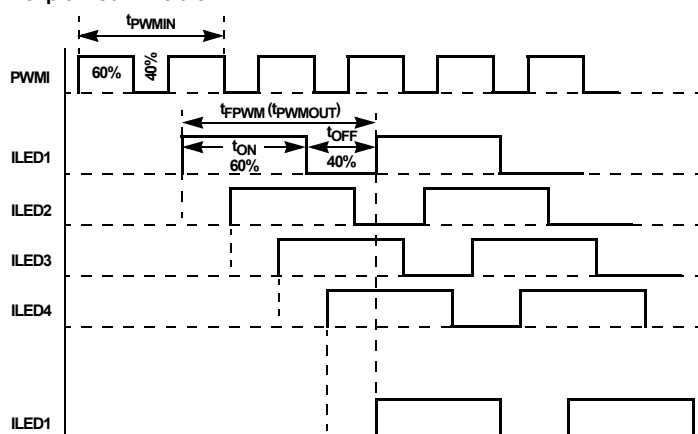 tPWMIN
PWMI
60%
40%
tFPWM (tPWMOUT)
tON
60%
tOFF
40%
ILED1
ILED2
ILED3
ILED4
ILED1